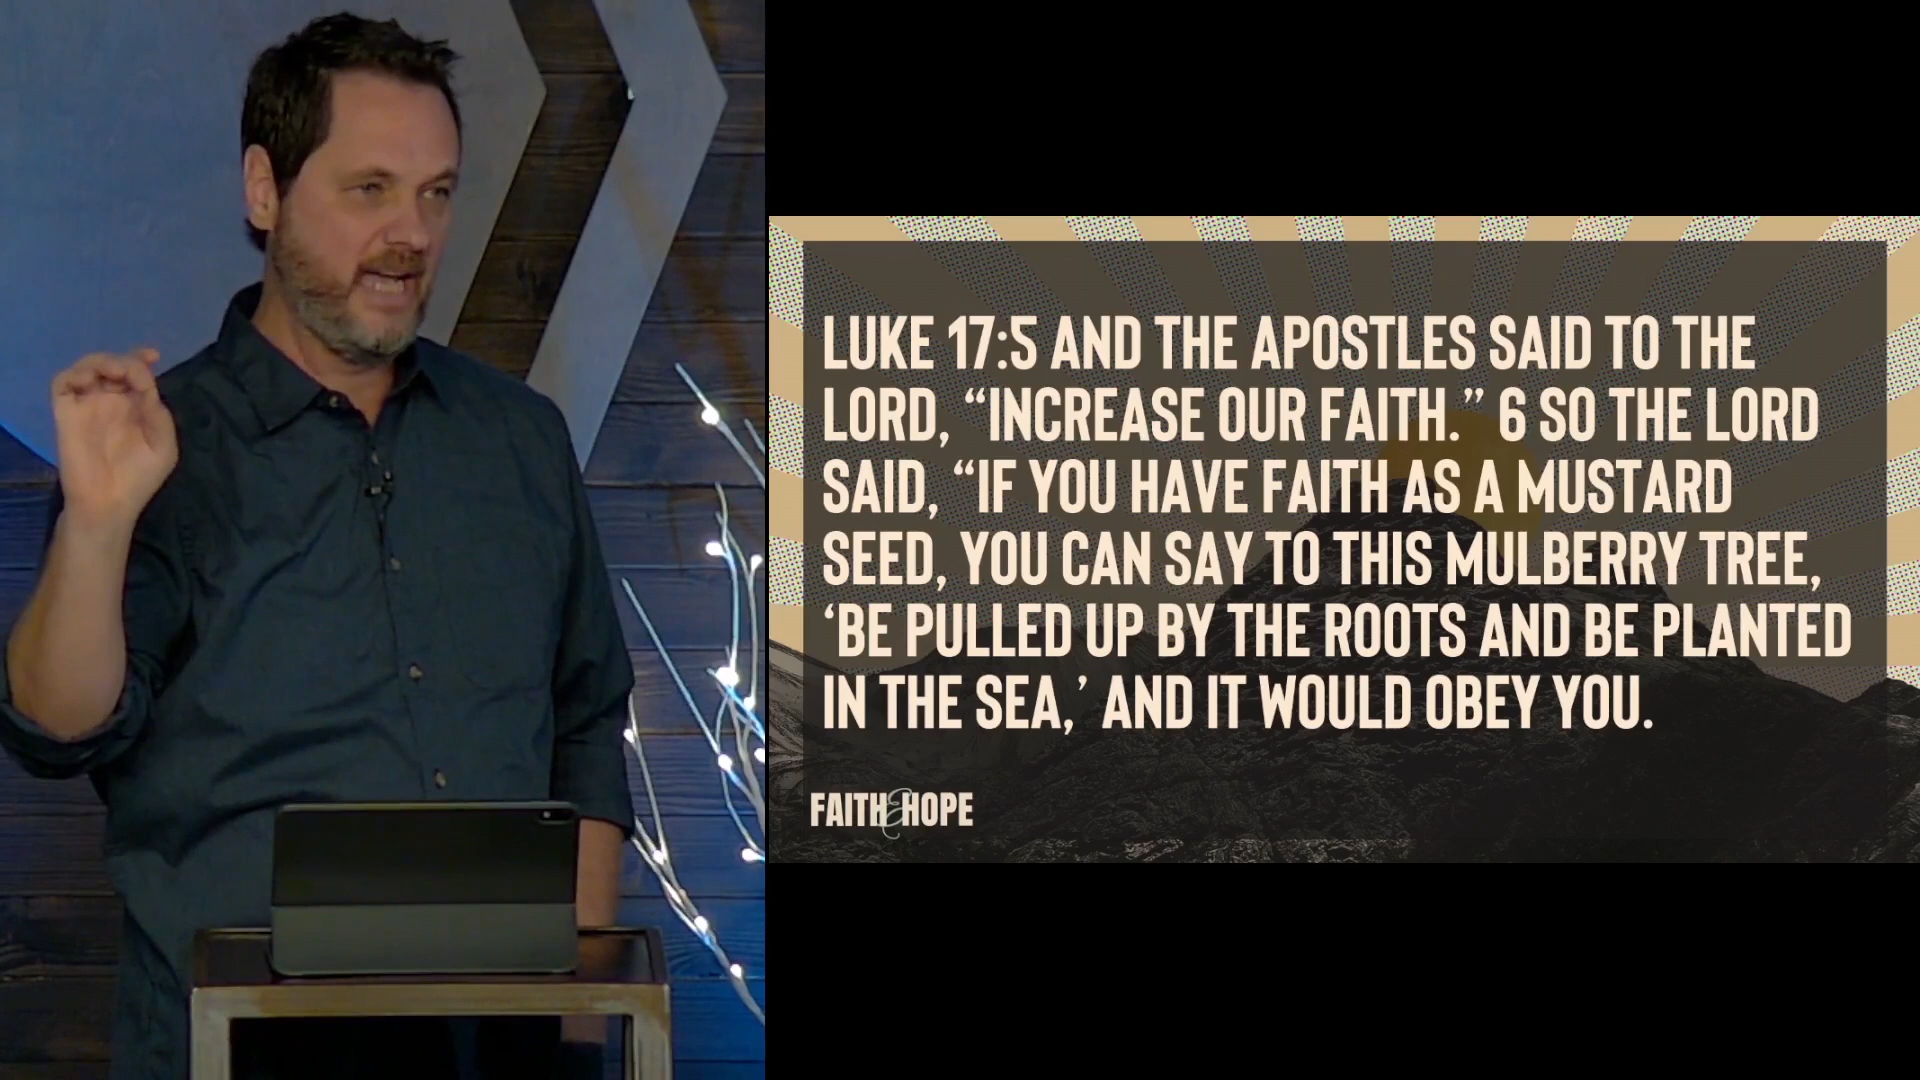 LUKE 17:5 AND THE APOSTLES SAID TO THE
LORD, “INCREASE OUR FAITH.” 6 SO THE LORD
SAID, “IF YOU HAVE FAITH AS A MUSTARD
SEED, YOU CAN SAY TO THIS MULBERRY TREE,
‘BE PULLED UP BY THE ROOTS AND BE PLANTED
IN THE SEA,’ AND IT WOULD OBEY YOU.
FAITH & HOPE